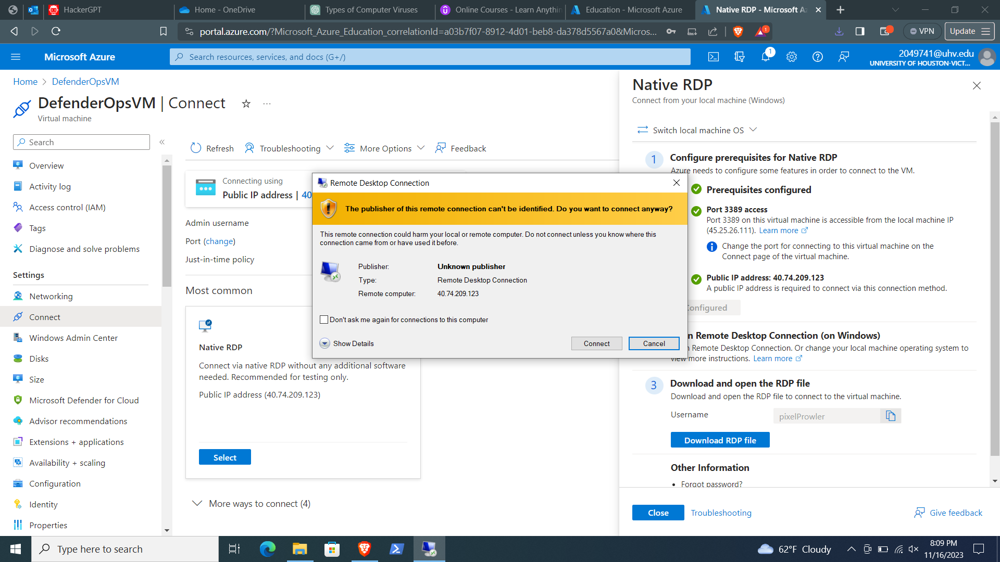 HackerGPT
Home - OneDrive
Types of Computer Viruses
Online Courses - Learn Anythin
Education - Microsoft Azure
Native RDP - Microsoft Az
portal.azure.com/?Microsoft_Azure_Education_correlationId=a03b7f07-8912-4d01-beb8-da378d5567a0&Micros...
1
VPN
Update
Microsoft Azure
Search resources, services, and docs (G+/)
1
2049741@uhv.edu
UNIVERSITY OF HOUSTON-VICT...
Home
DefenderOpsVM
DefenderOpsVM | Connect
...
Virtual machine
Search
Overview
Activity log
Access control (IAM)
Tags
Diagnose and solve problems
Settings
Networking
Connect
Windows Admin Center
Disks
Size
Microsoft Defender for Cloud
Advisor recommendations
Extensions + applications
Availability + scaling
Configuration
Identity
Properties
Refresh
Troubleshooting
More Options
Feedback
Connecting using
Public IP address | 40
Admin username
Port (change)
Just-in-time policy
Most common
Native RDP
Connect via native RDP without any additional software
needed. Recommended for testing only.
Public IP address (40.74.209.123)
Select
More ways to connect (4)
Remote Desktop Connection
The publisher of this remote connection can't be identified. Do you want to connect anyway?
This remote connection could harm your local or remote computer. Do not connect unless you know where this
connection came from or have used it before.
Publisher: Unknown publisher
Type: Remote Desktop Connection
Remote computer: 40.74.209.123
Don't ask me again for connections to this computer
Show Details
Connect
Cancel
Native RDP
Connect from your local machine (Windows)
Switch local machine OS
1
Configure prerequisites for Native RDP
Azure needs to configure some features in order to connect to the VM.
Prerequisites configured
Port 3389 access
Port 3389 on this virtual machine is accessible from the local machine IP
(45.25.26.111). Learn more
Change the port for connecting to this virtual machine on the
Connect page of the virtual machine.
Public IP address: 40.74.209.123
A public IP address is required to connect via this connection method.
Configured
n Remote Desktop Connection (on Windows)
Remote Desktop Connection. Or change your local machine operating system to
view more instructions. Learn more
3
Download and open the RDP file
Download and open the RDP file to connect to the virtual machine.
Username
pixelProwler
Download RDP file
Other Information
• Forgot password?
Close
Troubleshooting
Give feedback
Type here to search
62°F Cloudy
8:09 PM
11/16/2023